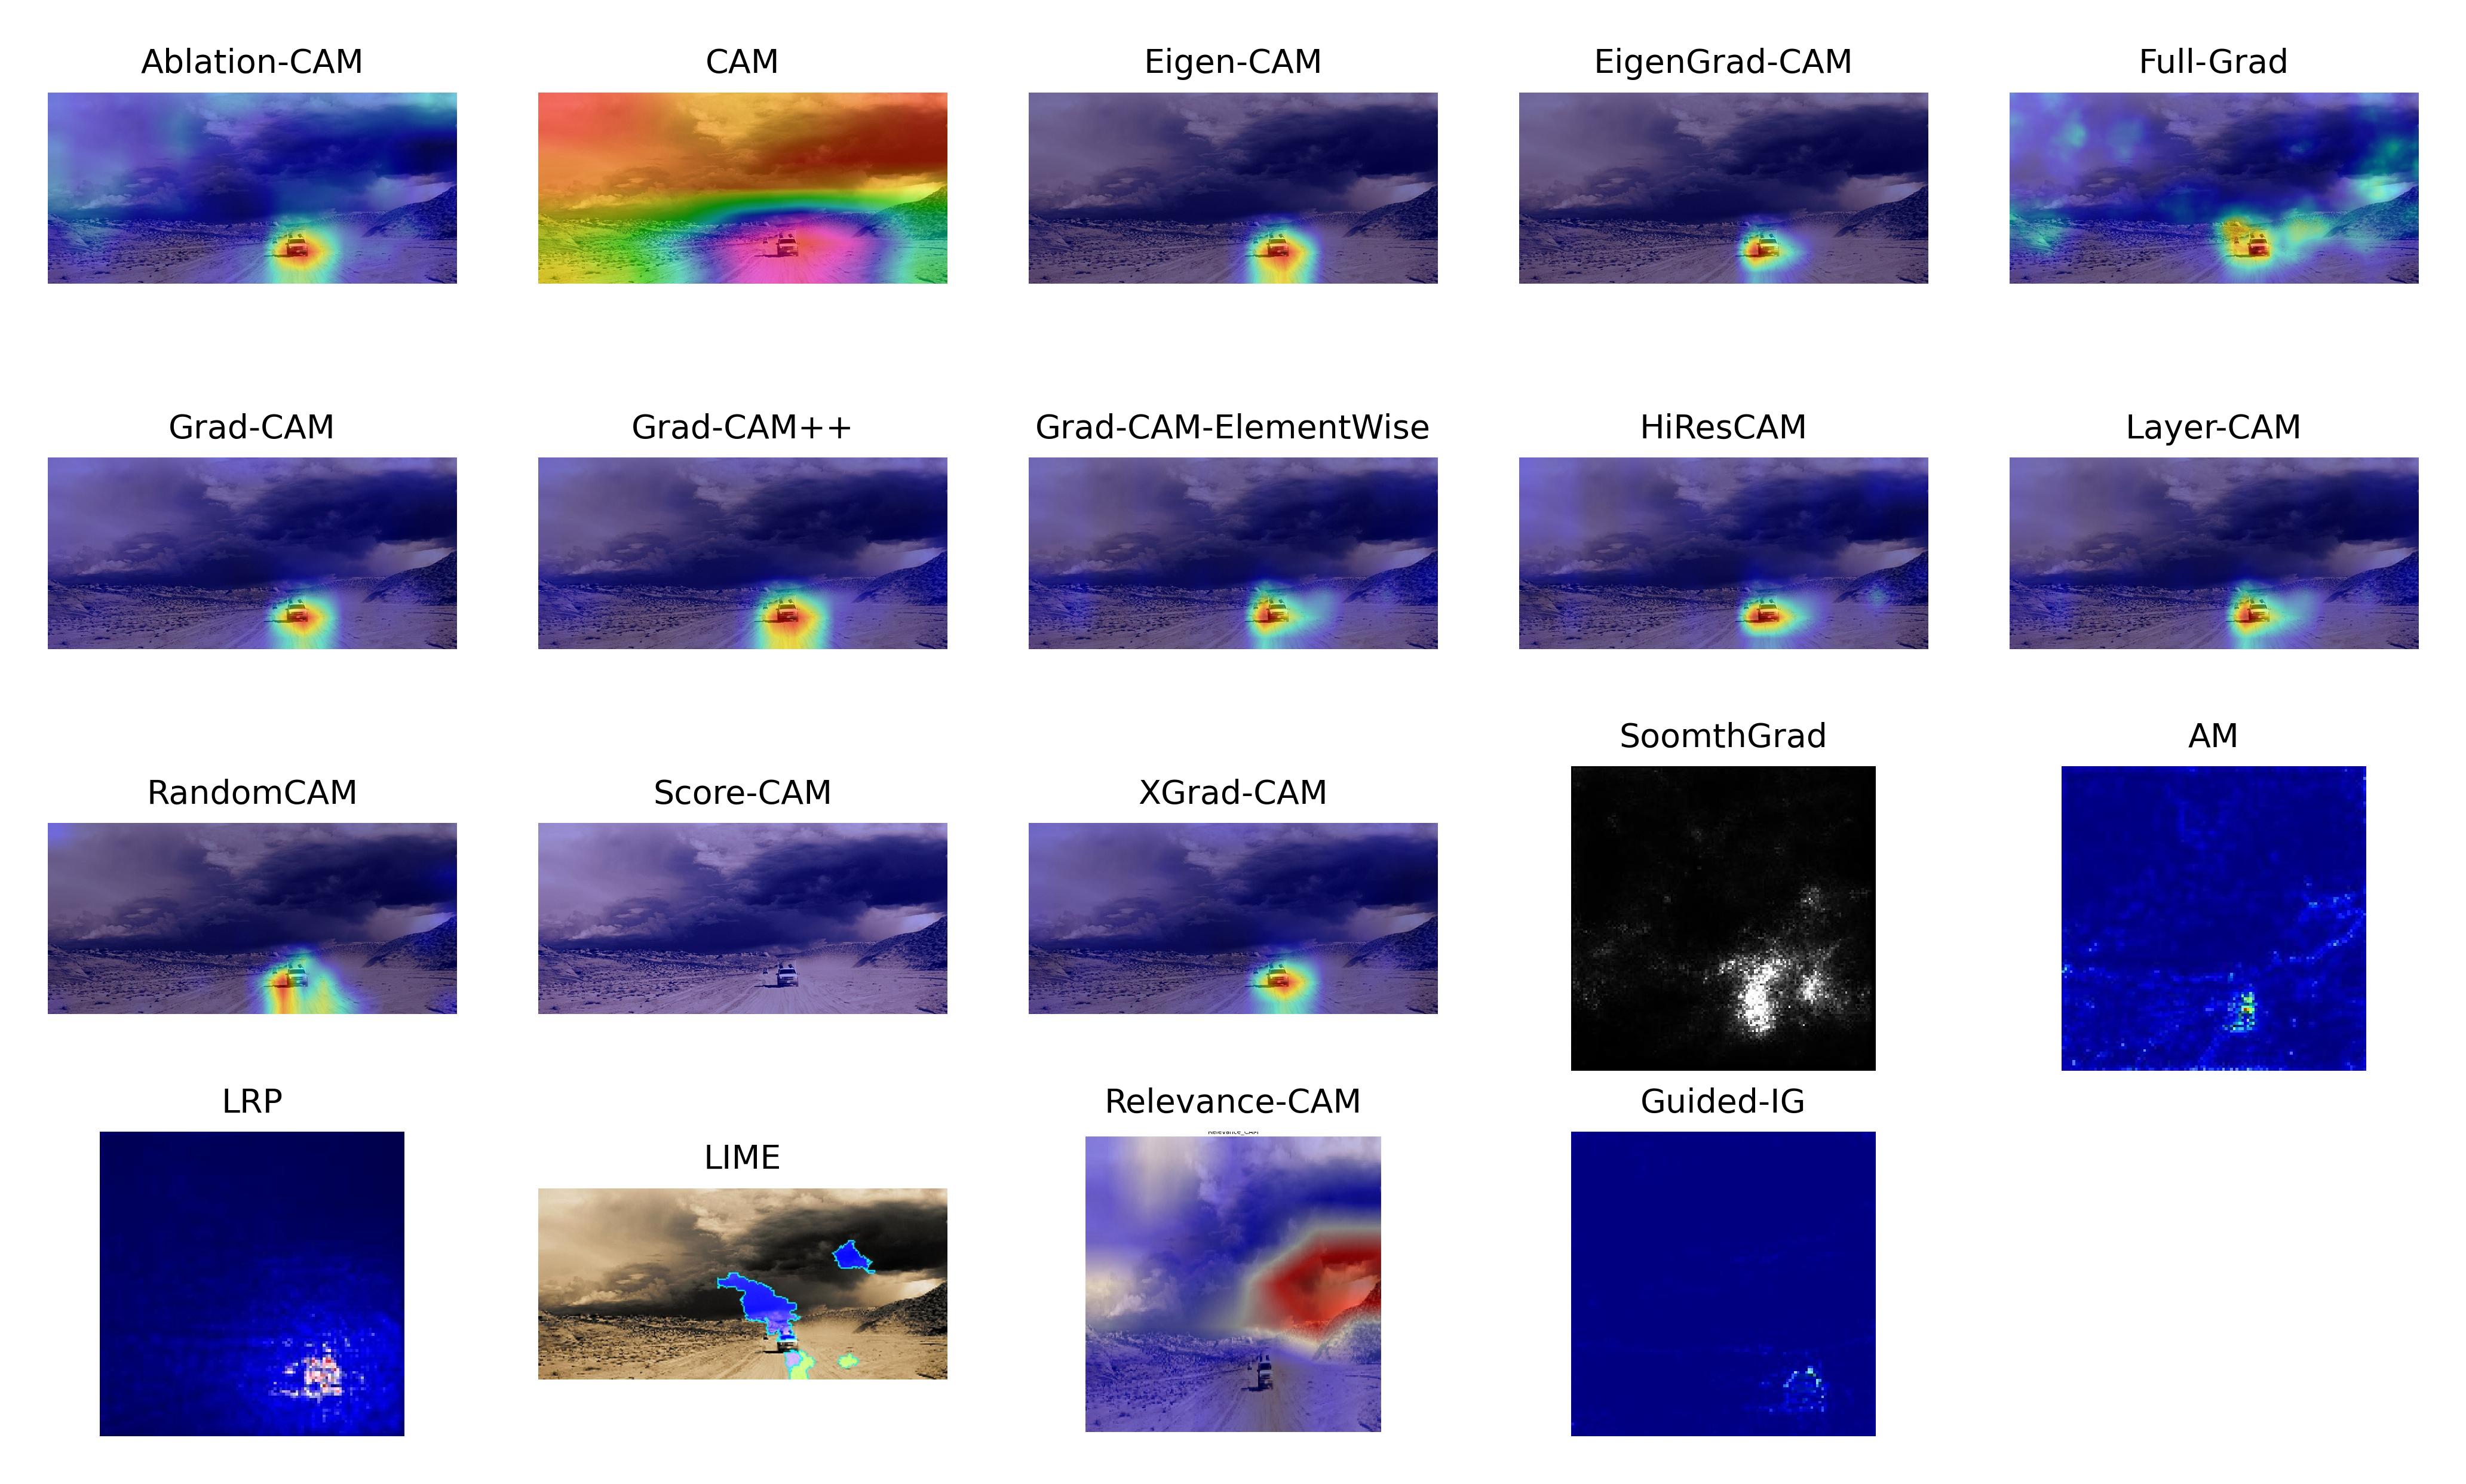 Ablation-CAM
CAM
Eigen-CAM
EigenGrad-CAM
Full-Grad
Grad-CAM
Grad-CAM++
Grad-CAM-ElementWise
HiResCAM
Layer-CAM
RandomCAM
Score-CAM
XGrad-CAM
SoomthGrad
AM
LRP
LIME
Relevance-CAM
Guided-IG